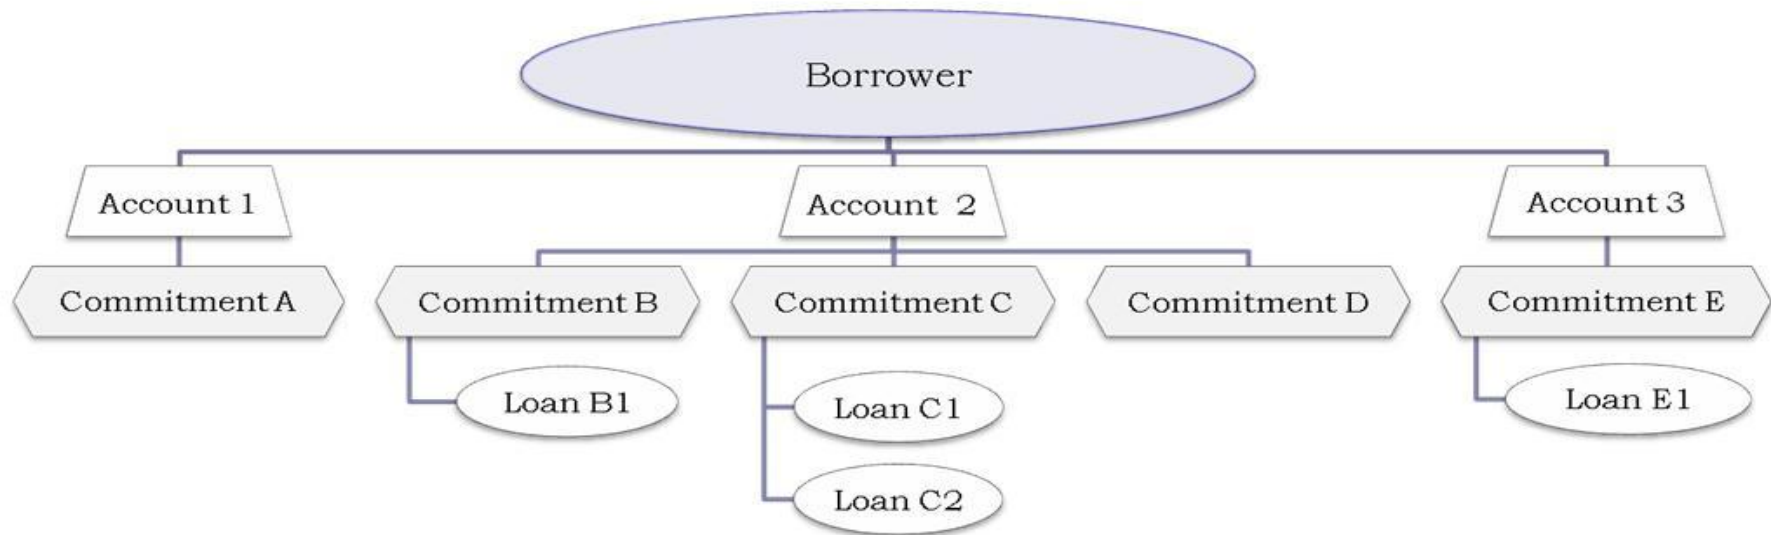 Borrower
Account 1
Account 2
Account 3
Commitment A
Commitment B
Commitment C
Commitment D
Commitment E
Loan B1
Loan C1
Loan E1
Loan C2